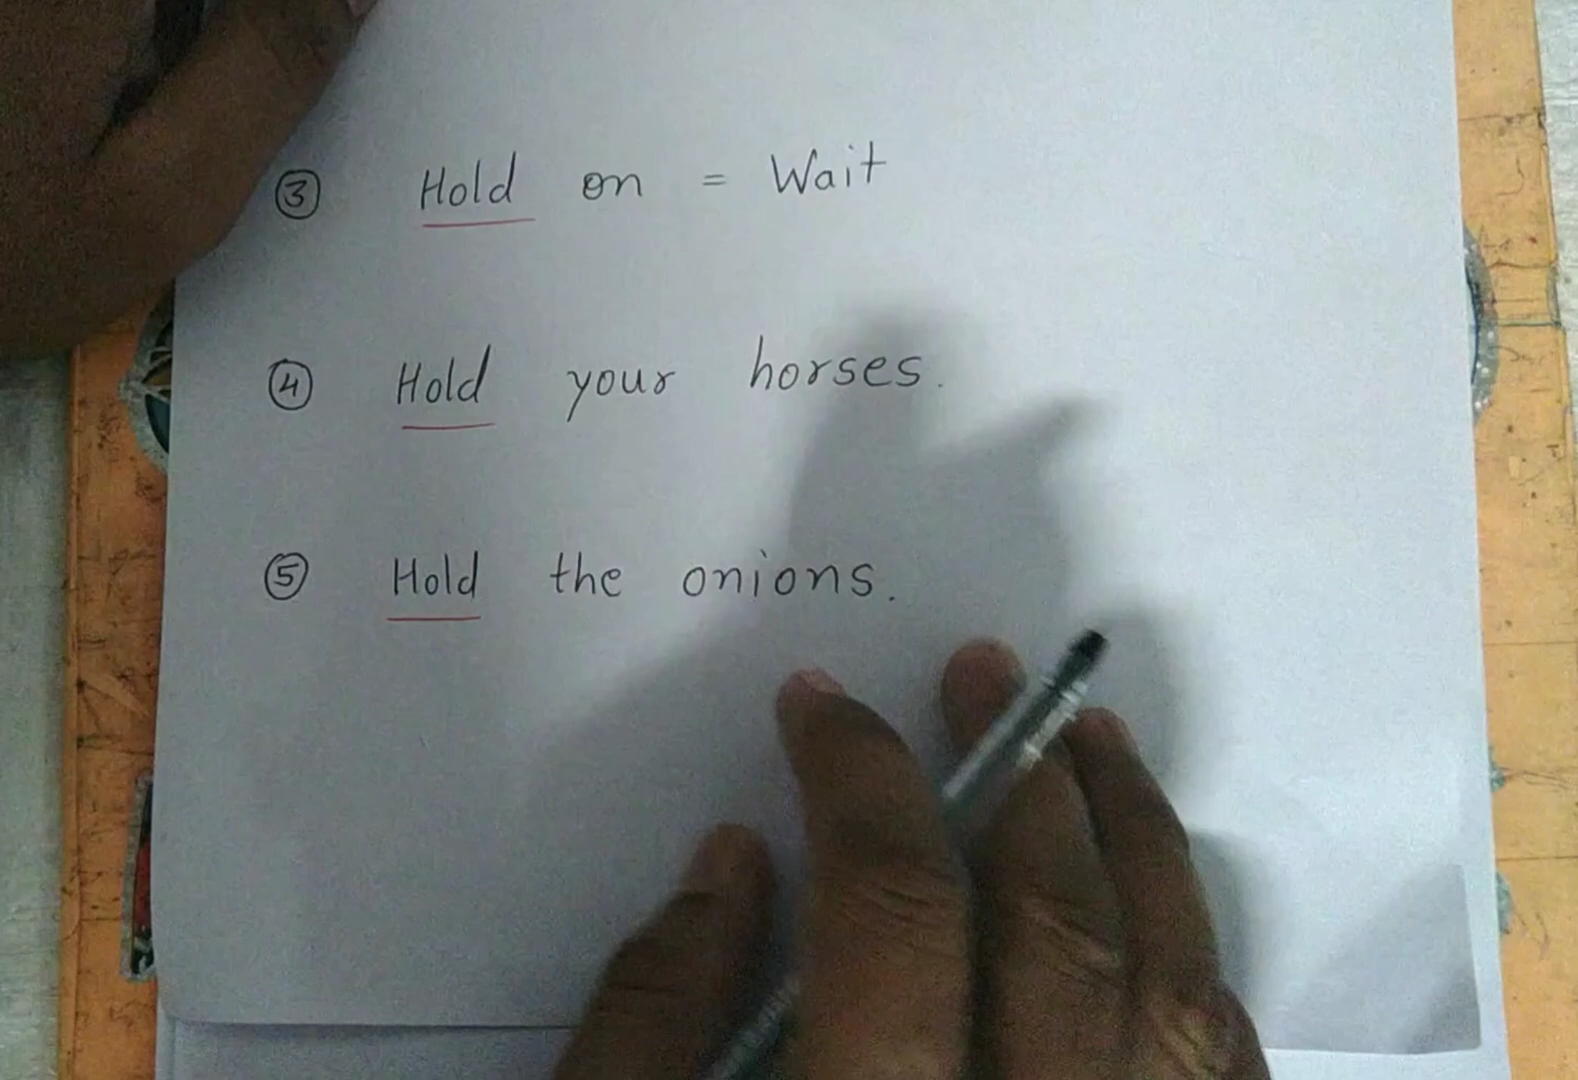 ③ Hold on = Wait
④ Hold your horses.
⑤ Hold the onions.